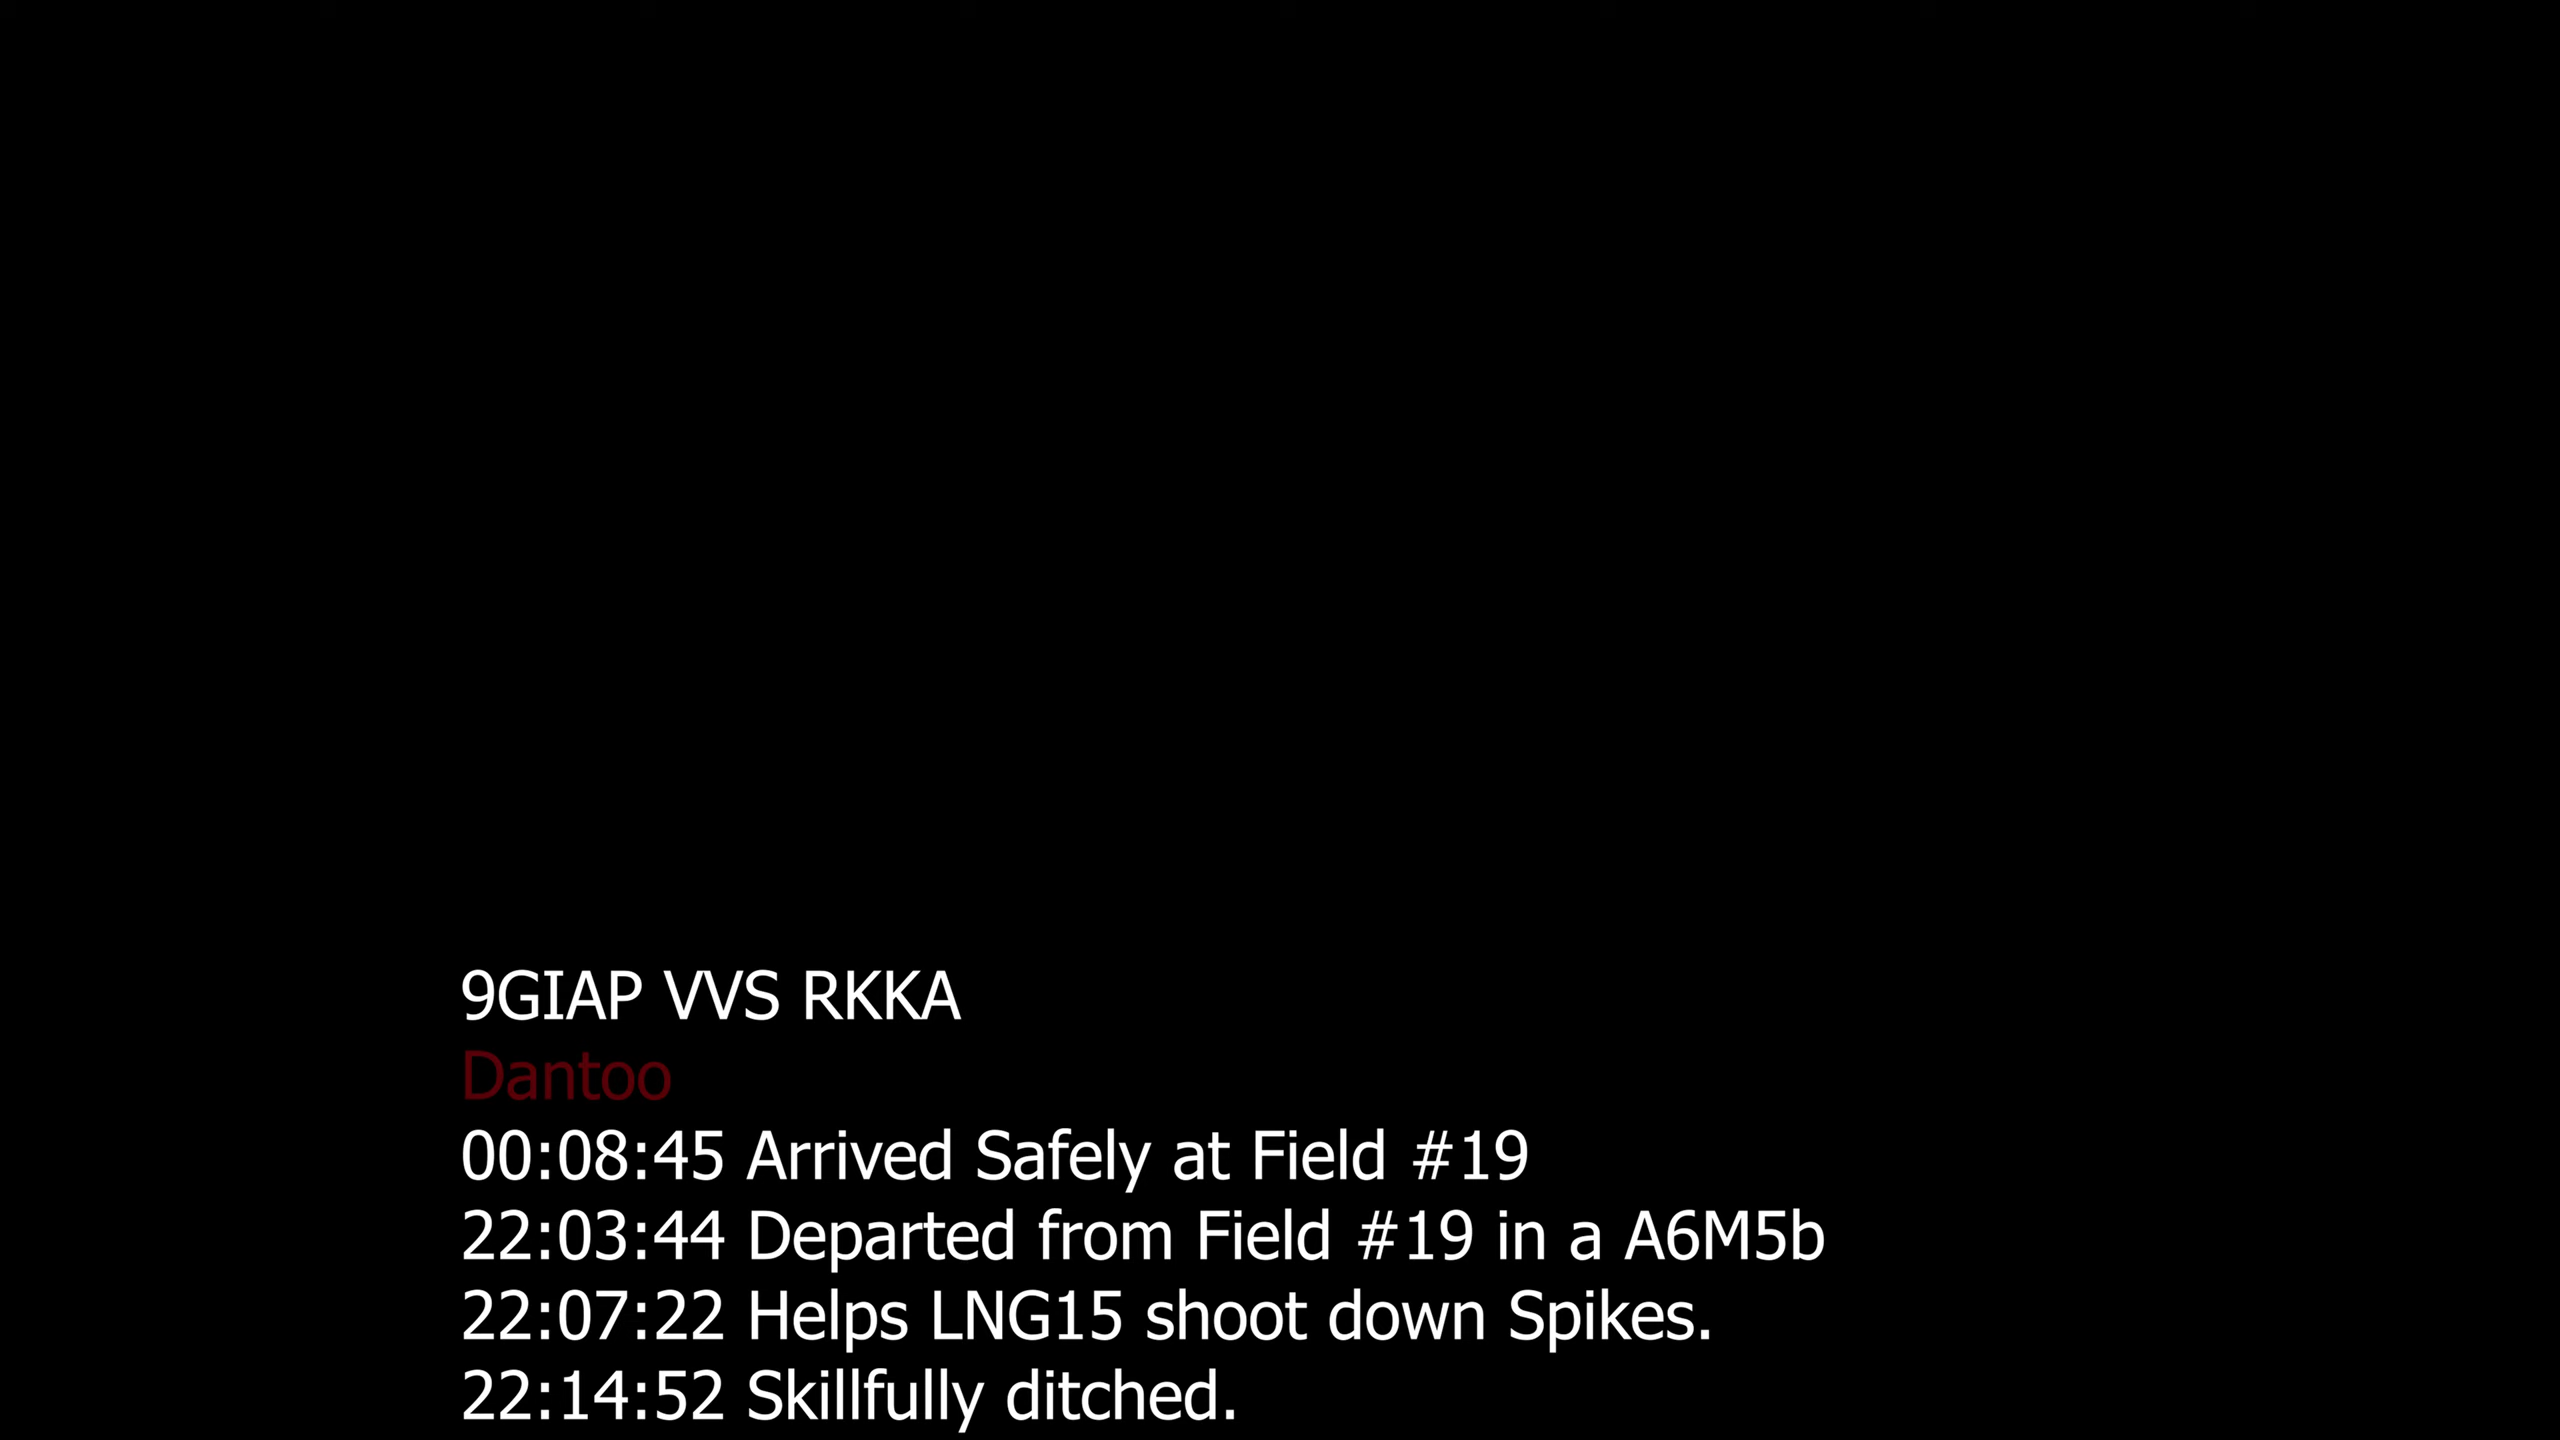 9GIAP VVS RKKA
Dantoo
00:08:45 Arrived Safely at Field #19
22:03:44 Departed from Field #19 in a A6M5b
22:07:22 Helps LNG15 shoot down Spikes.
22:14:52 Skillfully ditched.